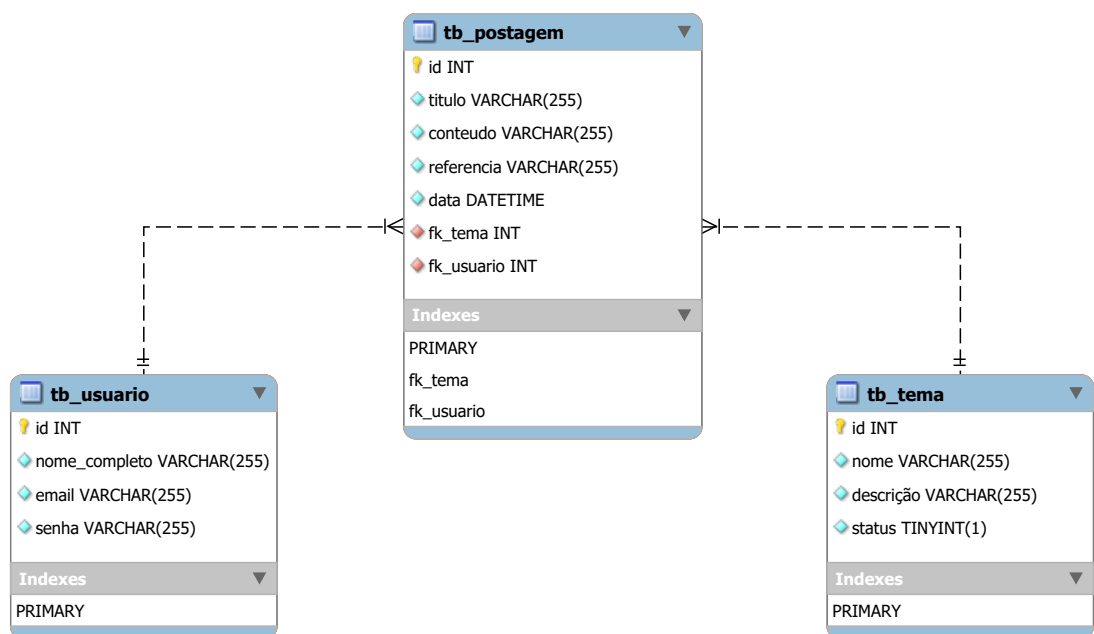 tb_postagem
id INT
titulo VARCHAR(255)
conteudo VARCHAR(255)
referencia VARCHAR(255)
data DATETIME
fk_tema INT
fk_usuario INT
Indexes
PRIMARY
fk_tema
fk_usuario
tb_usuario
id INT
nome_completo VARCHAR(255)
email VARCHAR(255)
senha VARCHAR(255)
Indexes
PRIMARY
tb_tema
id INT
nome VARCHAR(255)
descrição VARCHAR(255)
status TINYINT(1)
Indexes
PRIMARY